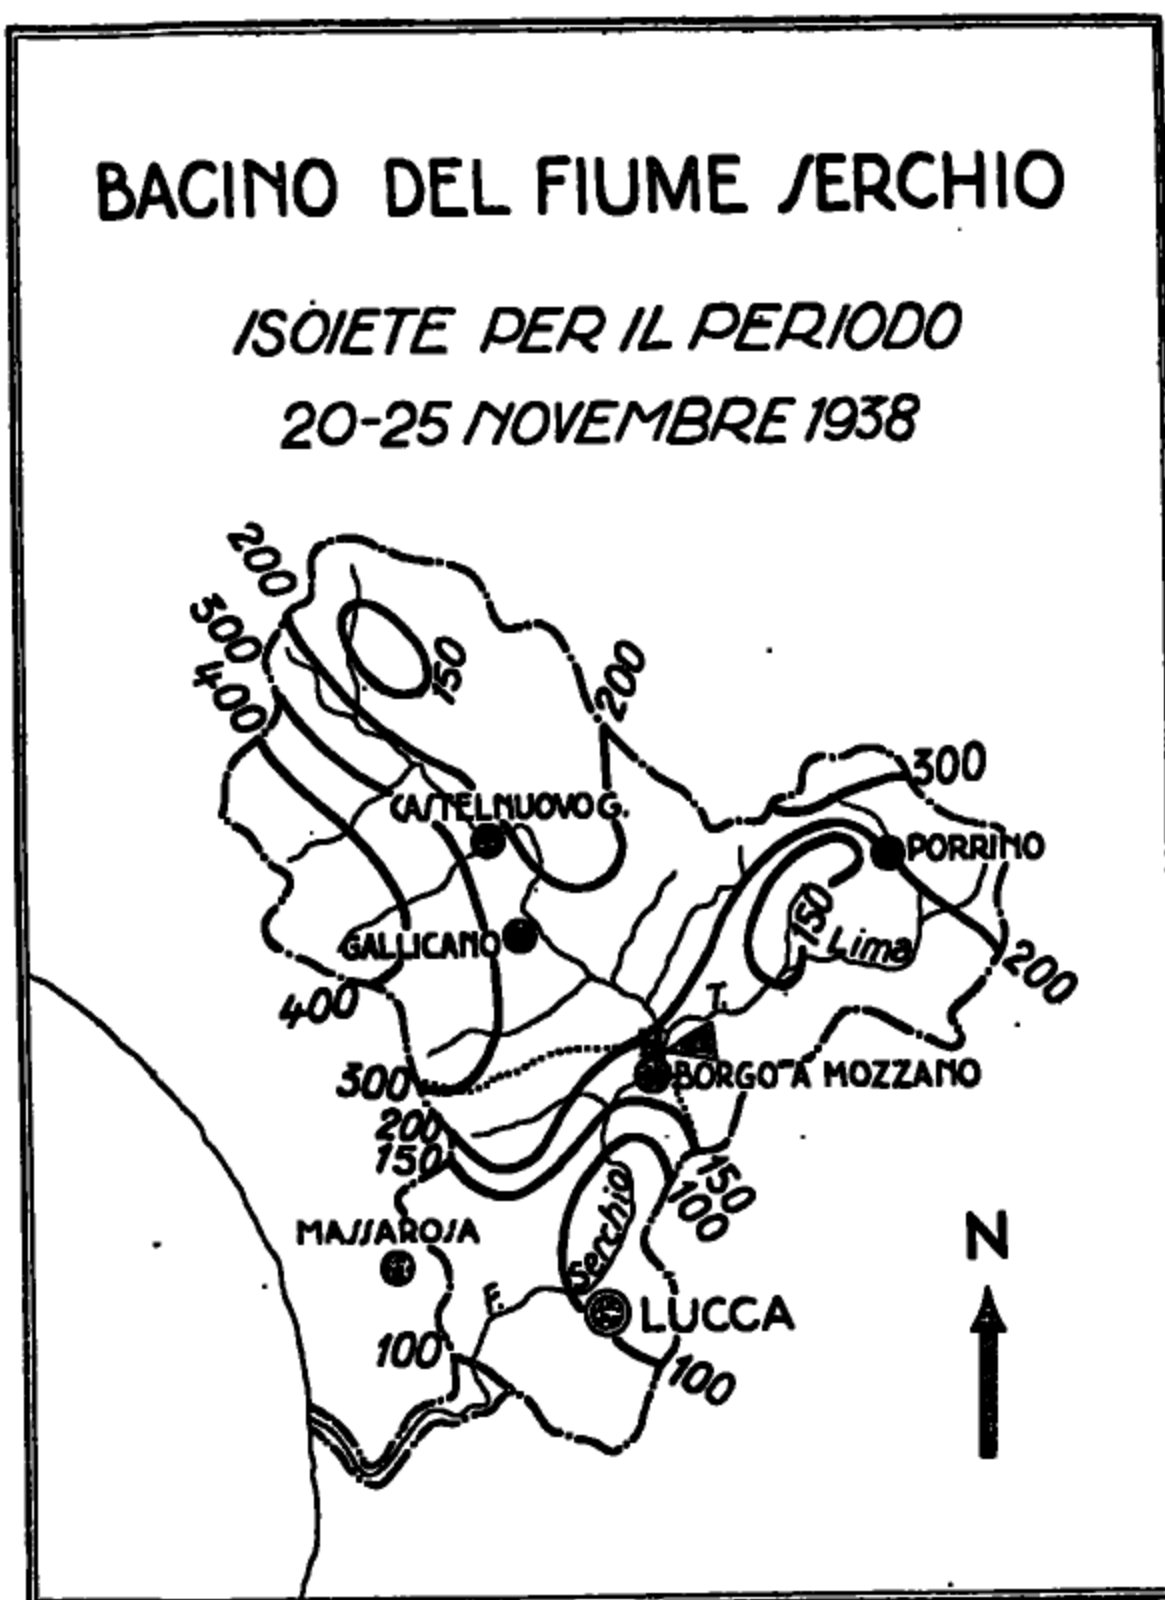 BACINO DEL FIUME SERCHIO
ISOIETE PER IL PERIODO
20-25 NOVEMBRE 1938
200
300
400
150
200
300
CASTELNUOVO G.
PORRINO
150
Lima
GALLICANO
200
400
T.
300
BORGO A MOZZANO
200
150
150
100
Serchio
MASSAROSA
N
F.
LUCCA
100
100